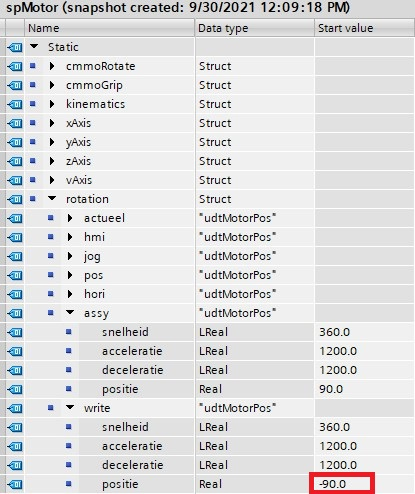 spMotor (snapshot created: 9/30/2021 12:09:18 PM)
Name Data type Start value
Static
cmmoRotate Struct
cmmoGrip Struct
kinematics Struct
xAxis Struct
yAxis Struct
zAxis Struct
vAxis Struct
rotation Struct
actueel "udtMotorPos"
hmi "udtMotorPos"
jog "udtMotorPos"
pos "udtMotorPos"
hori "udtMotorPos"
assy "udtMotorPos"
snelheid LReal 360.0
acceleratie LReal 1200.0
deceleratie LReal 1200.0
positie Real 90.0
write "udtMotorPos"
snelheid LReal 360.0
acceleratie LReal 1200.0
deceleratie LReal 1200.0
positie Real -90.0